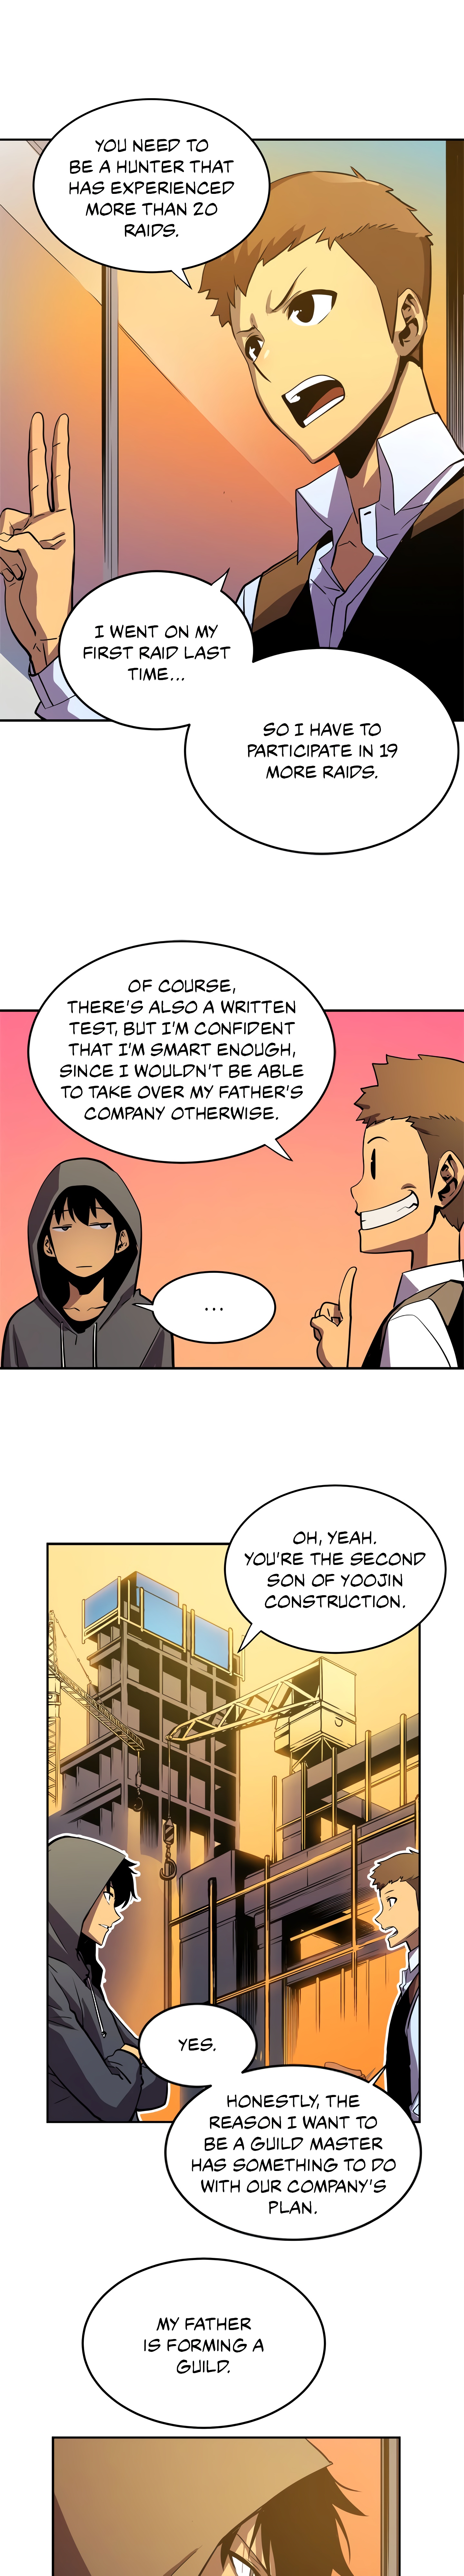 YOU NEED TO
BE A HUNTER THAT
HAS EXPERIENCED
MORE THAN 20
RAIDS.
I WENT ON MY
FIRST RAID LAST
TIME...
SO I HAVE TO
PARTICIPATE IN 19
MORE RAIDS.
OF COURSE,
THERE'S ALSO A WRITTEN
TEST, BUT I'M CONFIDENT
THAT I'M SMART ENOUGH,
SINCE I WOULDN'T BE ABLE
TO TAKE OVER MY FATHER'S
COMPANY OTHERWISE.
...
OH, YEAH.
YOU'RE THE SECOND
SON OF YOOJIN
CONSTRUCTION.
YES.
HONESTLY, THE
REASON I WANT TO
BE A GUILD MASTER
HAS SOMETHING TO DO
WITH OUR COMPANY'S
PLAN.
MY FATHER
IS FORMING A
GUILD.